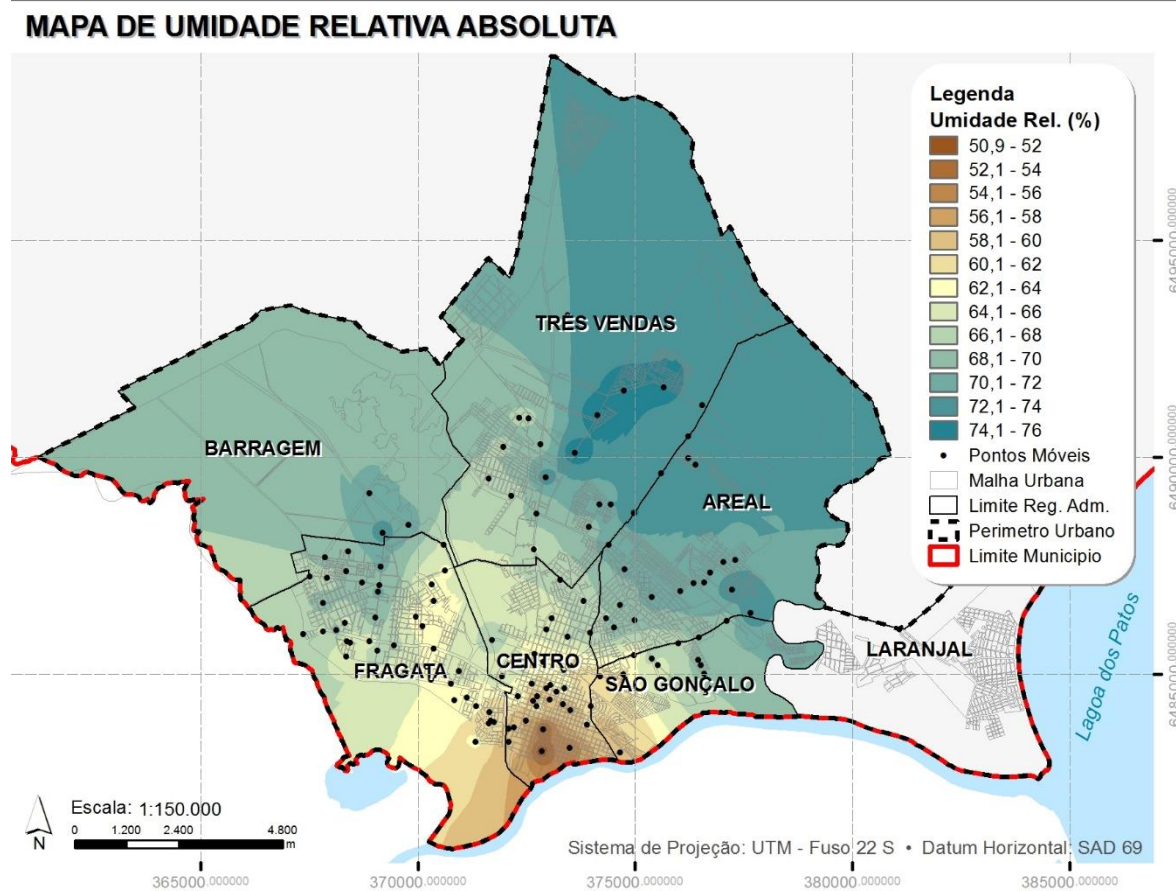 MAPA DE UMIDADE RELATIVA ABSOLUTA
Legenda
Umidade Rel. (%)
50,9 - 52
52,1 - 54
54,1 - 56
56,1 - 58
58,1 - 60
60,1 - 62
62,1 - 64
64,1 - 66
66,1 - 68
68,1 - 70
70,1 - 72
72,1 - 74
74,1 - 76
Pontos Móveis
Malha Urbana
Limite Reg. Adm.
Perimetro Urbano
Limite Municipio
TRÊS VENDAS
BARRAGEM
AREAL
LARANJAL
FRAGATA
CENTRO
SÃO GONÇALO
Lagoa dos Patos
6495000.000000
6490000.000000
6485000.000000
Escala: 1:150.000
0 1.200 2.400 4.800
m
N
Sistema de Projeção: UTM - Fuso 22 S • Datum Horizontal: SAD 69
365000.000000 370000.000000 375000.000000 380000.000000 385000.000000